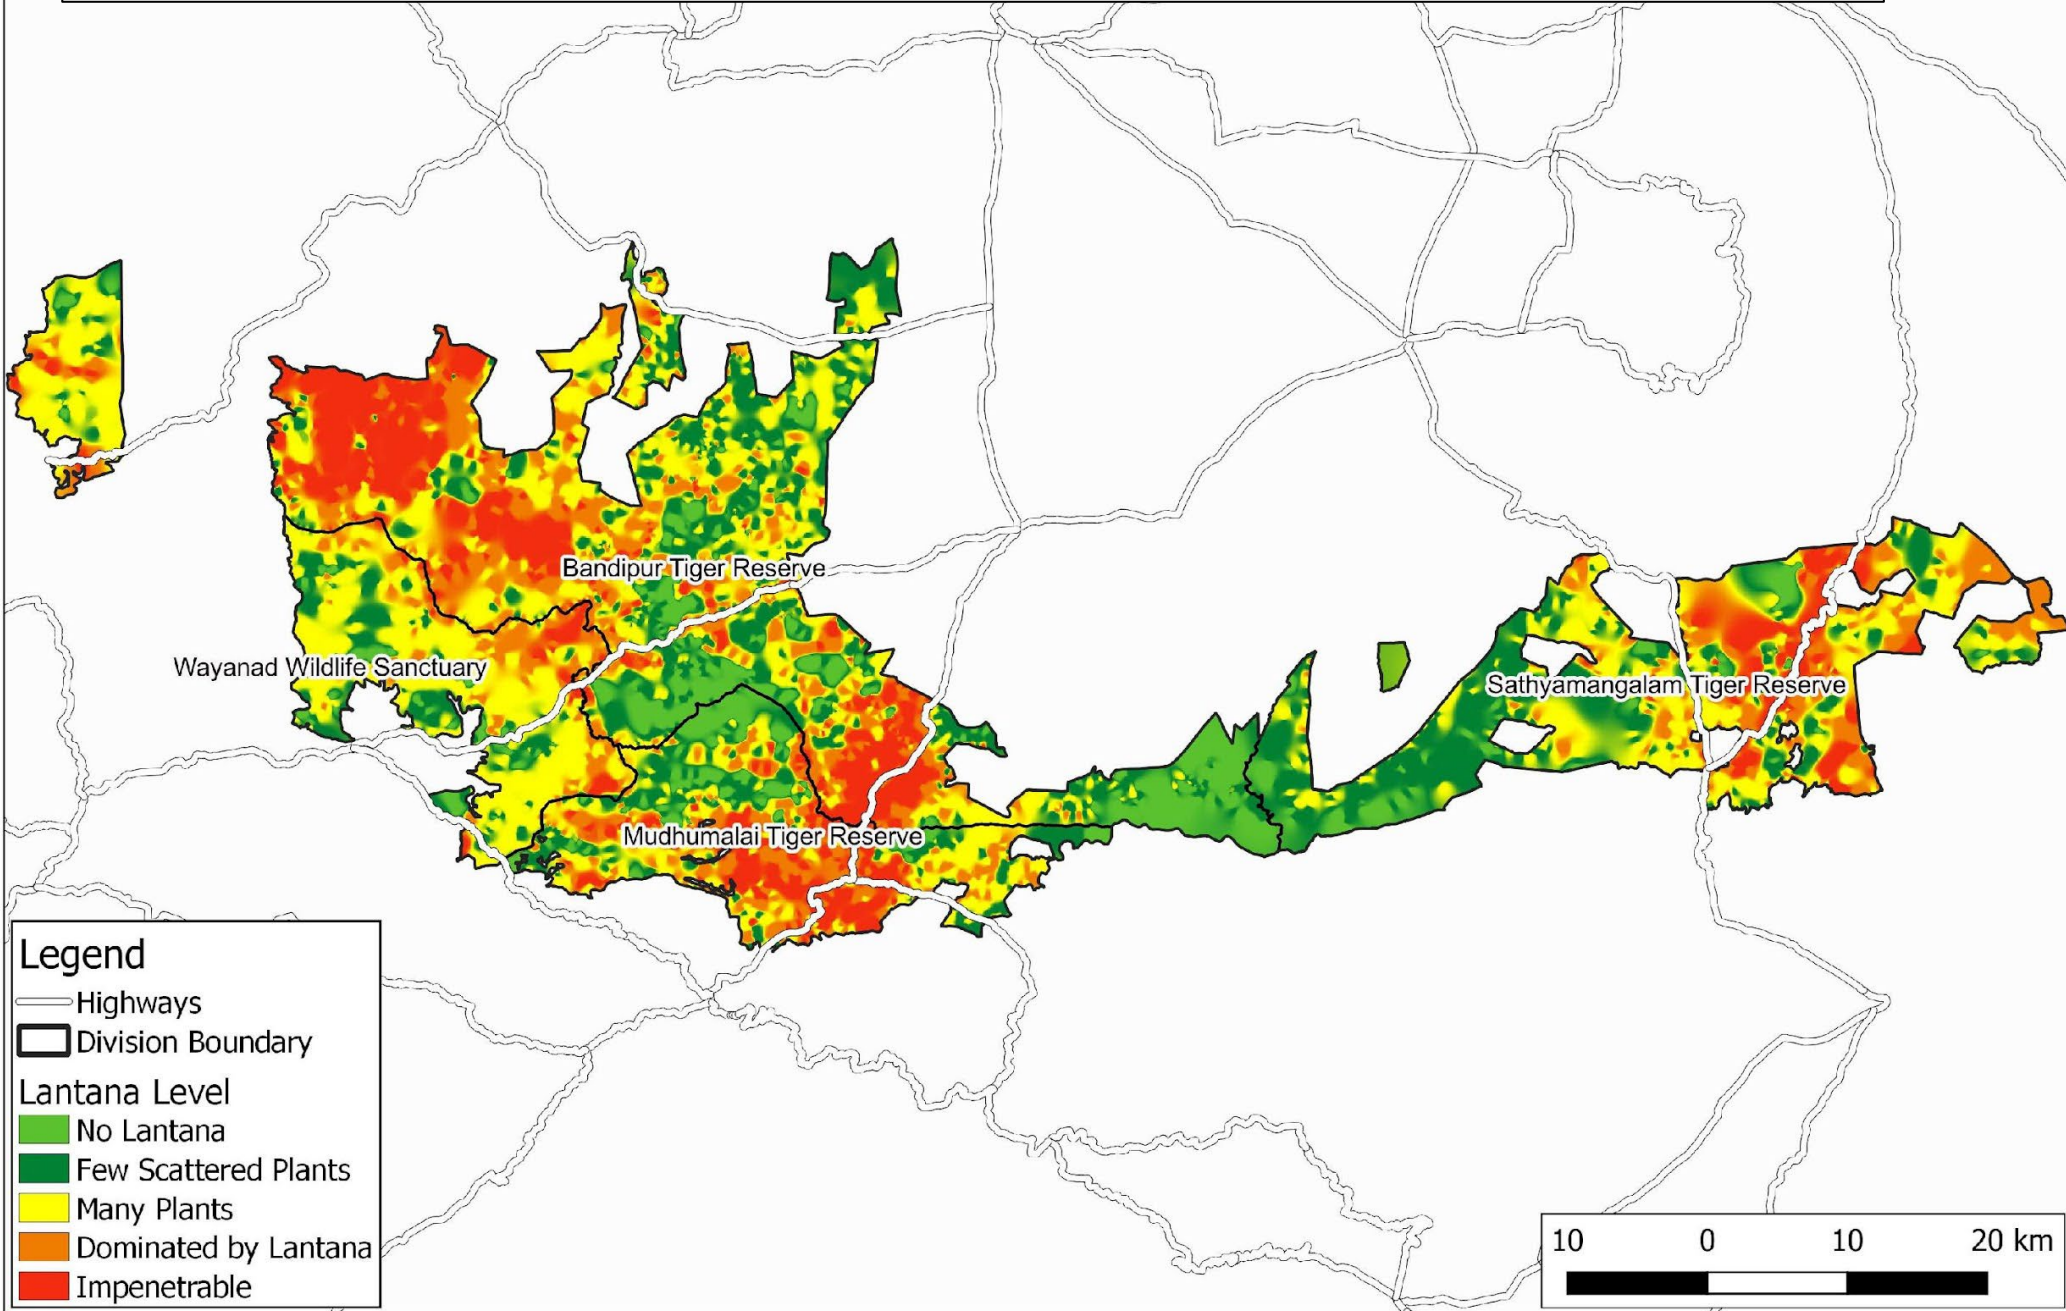 Bandipur Tiger Reserve
Wayanad Wildlife Sanctuary
Sathyamangalam Tiger Reserve
Mudhumalai Tiger Reserve
Legend
Highways
Division Boundary
Lantana Level
No Lantana
Few Scattered Plants
Many Plants
Dominated by Lantana
Impenetrable
10 0 10 20 km